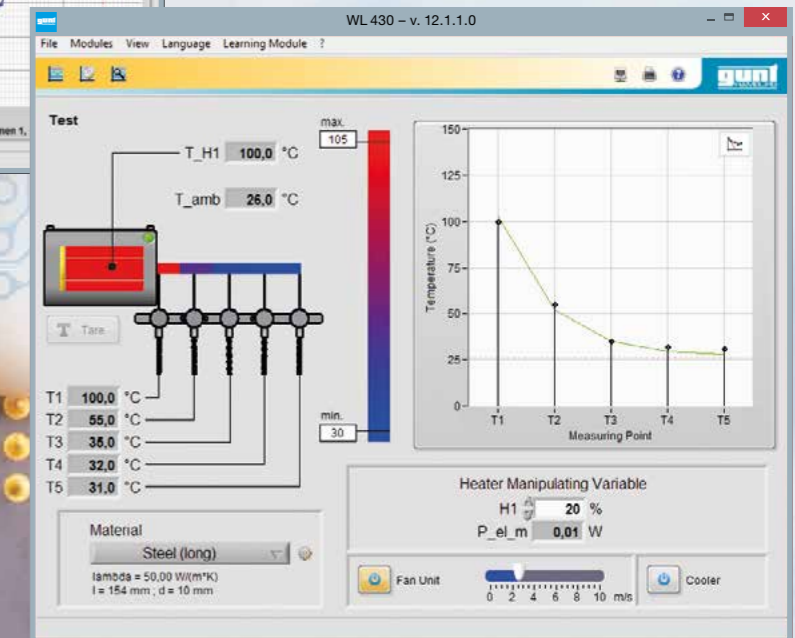 WL 430 – v. 12.1.1.0
File Modules View Language Learning Module ?
gunt
Test
T_H1 100,0 °C
T_amb 26,0 °C
max.
105
min.
30
Tare
T1 100,0 °C
T2 55,0 °C
T3 35,0 °C
T4 32,0 °C
T5 31,0 °C
Material
Steel (long)
lambda = 50,00 W/(m*K)
l = 154 mm ; d = 10 mm
Temperature (°C)
150
125
100
75
50
25
0
T1 T2 T3 T4 T5
Measuring Point
Heater Manipulating Variable
H1 20 %
P_el_m 0,01 W
Fan Unit
0 2 4 6 8 10 m/s
Cooler